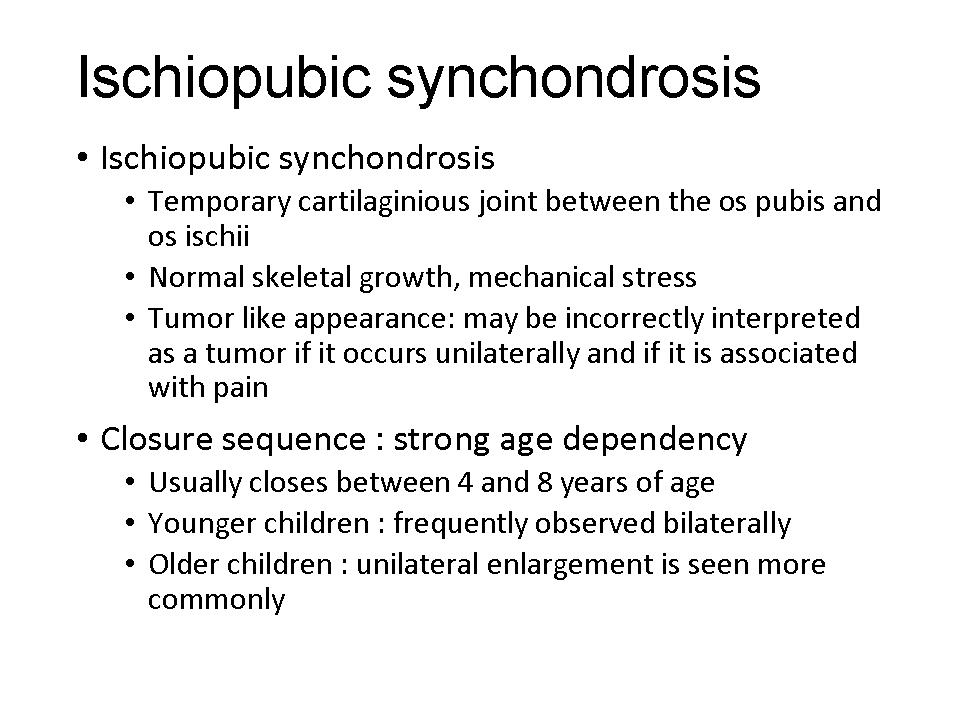 Ischiopubic synchondrosis
• Ischiopubic synchondrosis
• Temporary cartilaginious joint between the os pubis and
os ischii
• Normal skeletal growth, mechanical stress
• Tumor like appearance: may be incorrectly interpreted
as a tumor if it occurs unilaterally and if it is associated
with pain
• Closure sequence : strong age dependency
• Usually closes between 4 and 8 years of age
• Younger children : frequently observed bilaterally
• Older children : unilateral enlargement is seen more
commonly